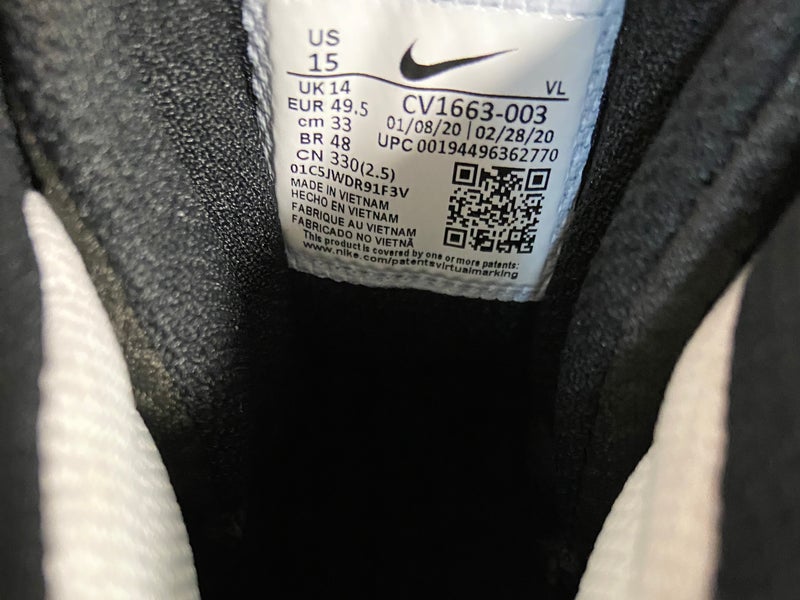 US
15
VL
UK 14
EUR 49.5
cm 33
BR 48
CN 330(2.5)
CV1663-003
01/08/20 | 02/28/20
UPC 00194496362770
01C5JWDR91F3V
MADE IN VIETNAM
HECHO EN VIETNAM
FABRIQUE AU VIETNAM
FABRICADO NO VIETNÃ
This product is covered by one or more patents:
www.nike.com/patentsvirtualmarking